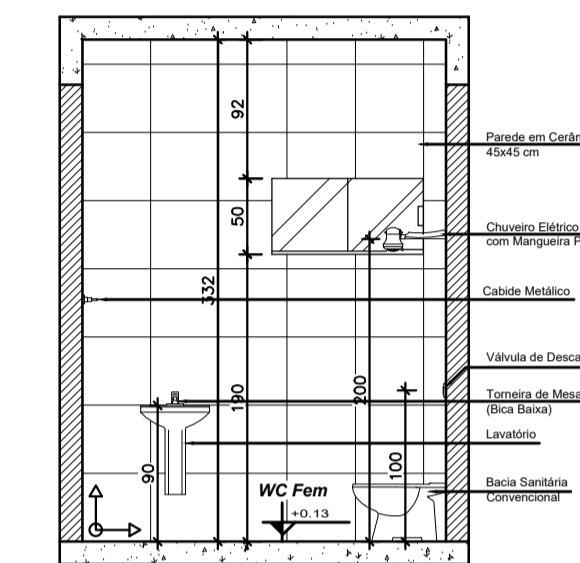 92
Parede em Cerâm
45x45 cm
50
Chuveiro Elétrico
com Mangueira P
332
Cabide Metálico
Válvula de Desca
190
200
Torneira de Mesa
(Bica Baixa)
Lavatório
90
100
WC Fem
+0.13
Bacia Sanitária
Convencional